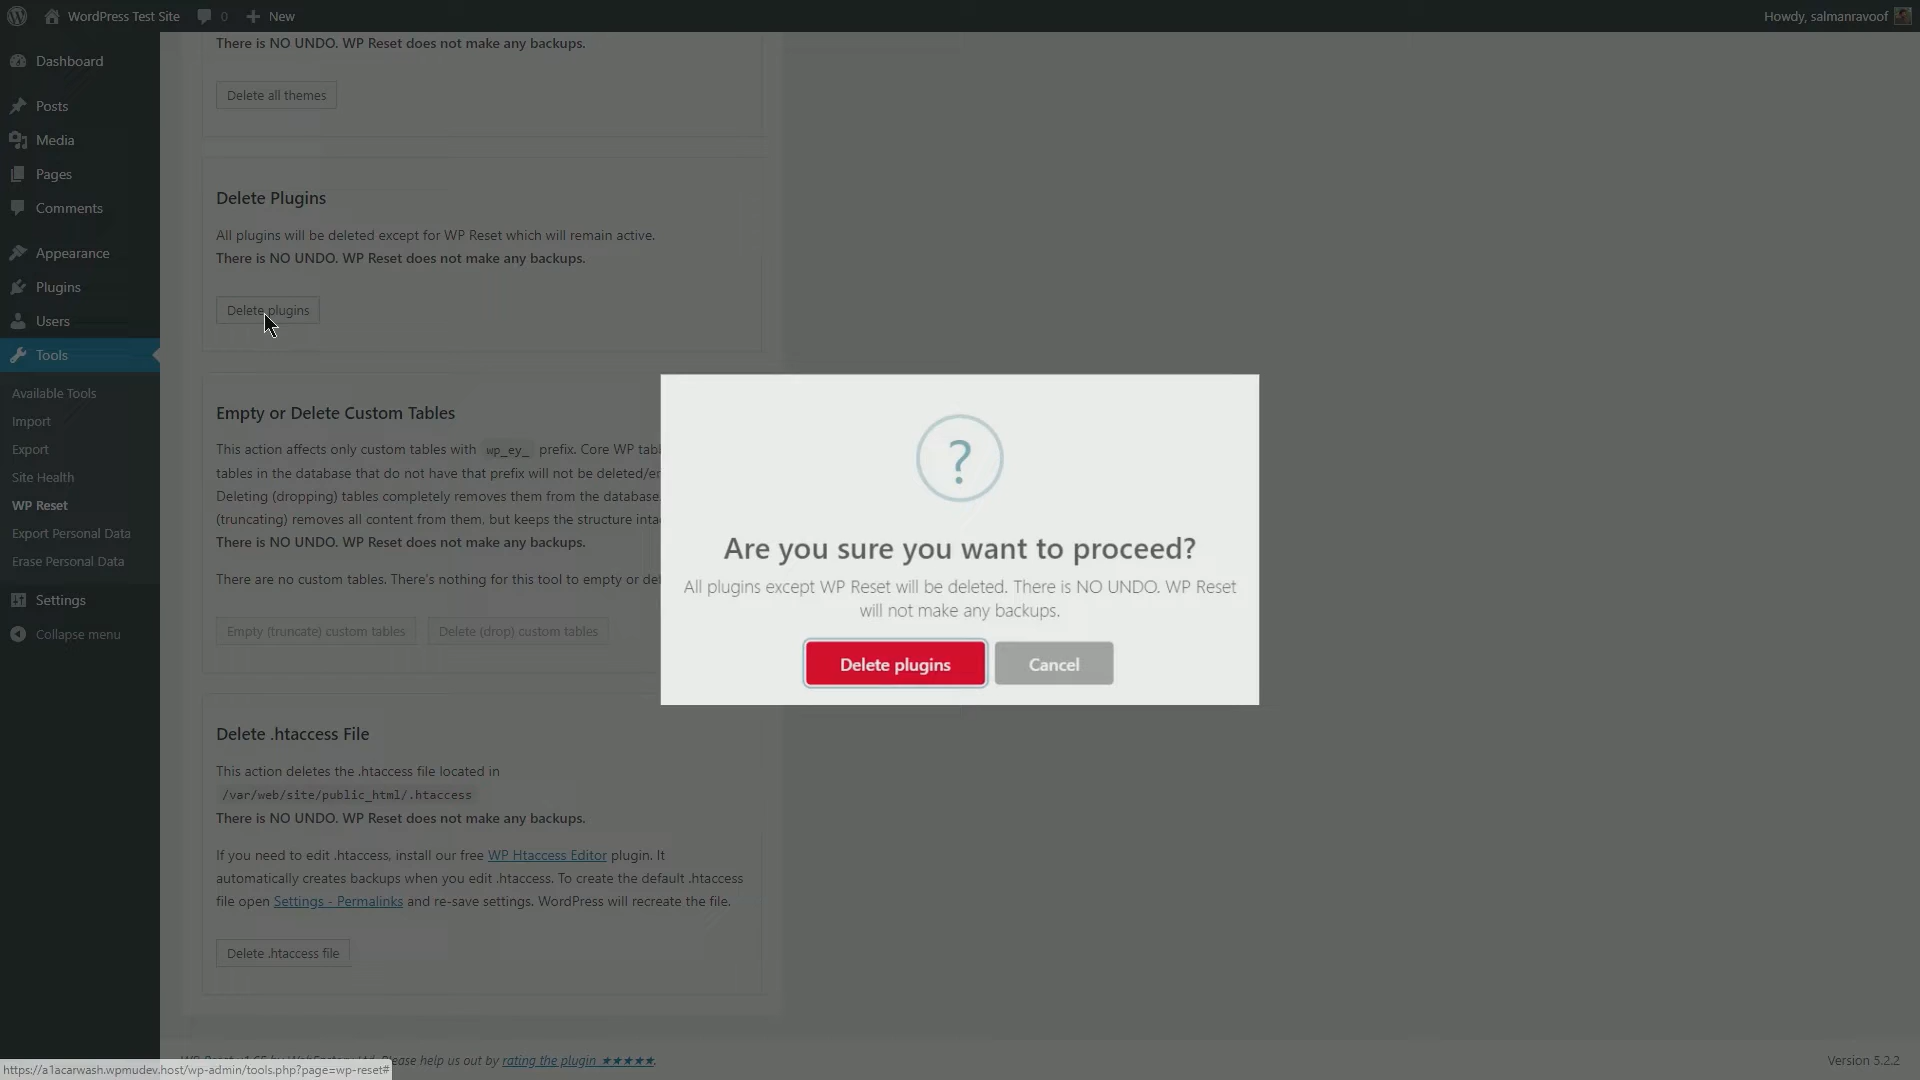 WordPress Test Site
0
New
Howdy, salmanravoof
Dashboard
Posts
Media
Pages
Comments
Appearance
Plugins
Users
Tools
Available Tools
Import
Export
Site Health
WP Reset
Export Personal Data
Erase Personal Data
Settings
Collapse menu
There is NO UNDO. WP Reset does not make any backups.
Delete all themes
Delete Plugins
All plugins will be deleted except for WP Reset which will remain active.
There is NO UNDO. WP Reset does not make any backups.
Delete plugins
Empty or Delete Custom Tables
This action affects only custom tables with wp_ey_ prefix. Core WP
tables in the database that do not have that prefix will not be
Deleting (dropping) tables completely removes them from the database.
(truncating) removes all content from them, but keeps the structure
There is NO UNDO. WP Reset does not make any backups.
There are no custom tables. There's nothing for this tool to empty or
Empty (truncate) custom tables
Delete (drop) custom tables
Delete .htaccess File
This action deletes the .htaccess file located in
/var/web/site/public_html/.htaccess
There is NO UNDO. WP Reset does not make any backups.
If you need to edit .htaccess, install our free WP Htaccess Editor plugin. It
automatically creates backups when you edit .htaccess. To create the default .htaccess
file open Settings - Permalinks and re-save settings. WordPress will recreate the file.
Delete .htaccess file
?
Are you sure you want to proceed?
All plugins except WP Reset will be deleted. There is NO UNDO. WP Reset
will not make any backups.
Delete plugins
Cancel
help us out by rating the plugin ★★★★★.
Version 5.2.2
https://a1acarwash.wpmudev.host/wp-admin/tools.php?page=wp-reset#